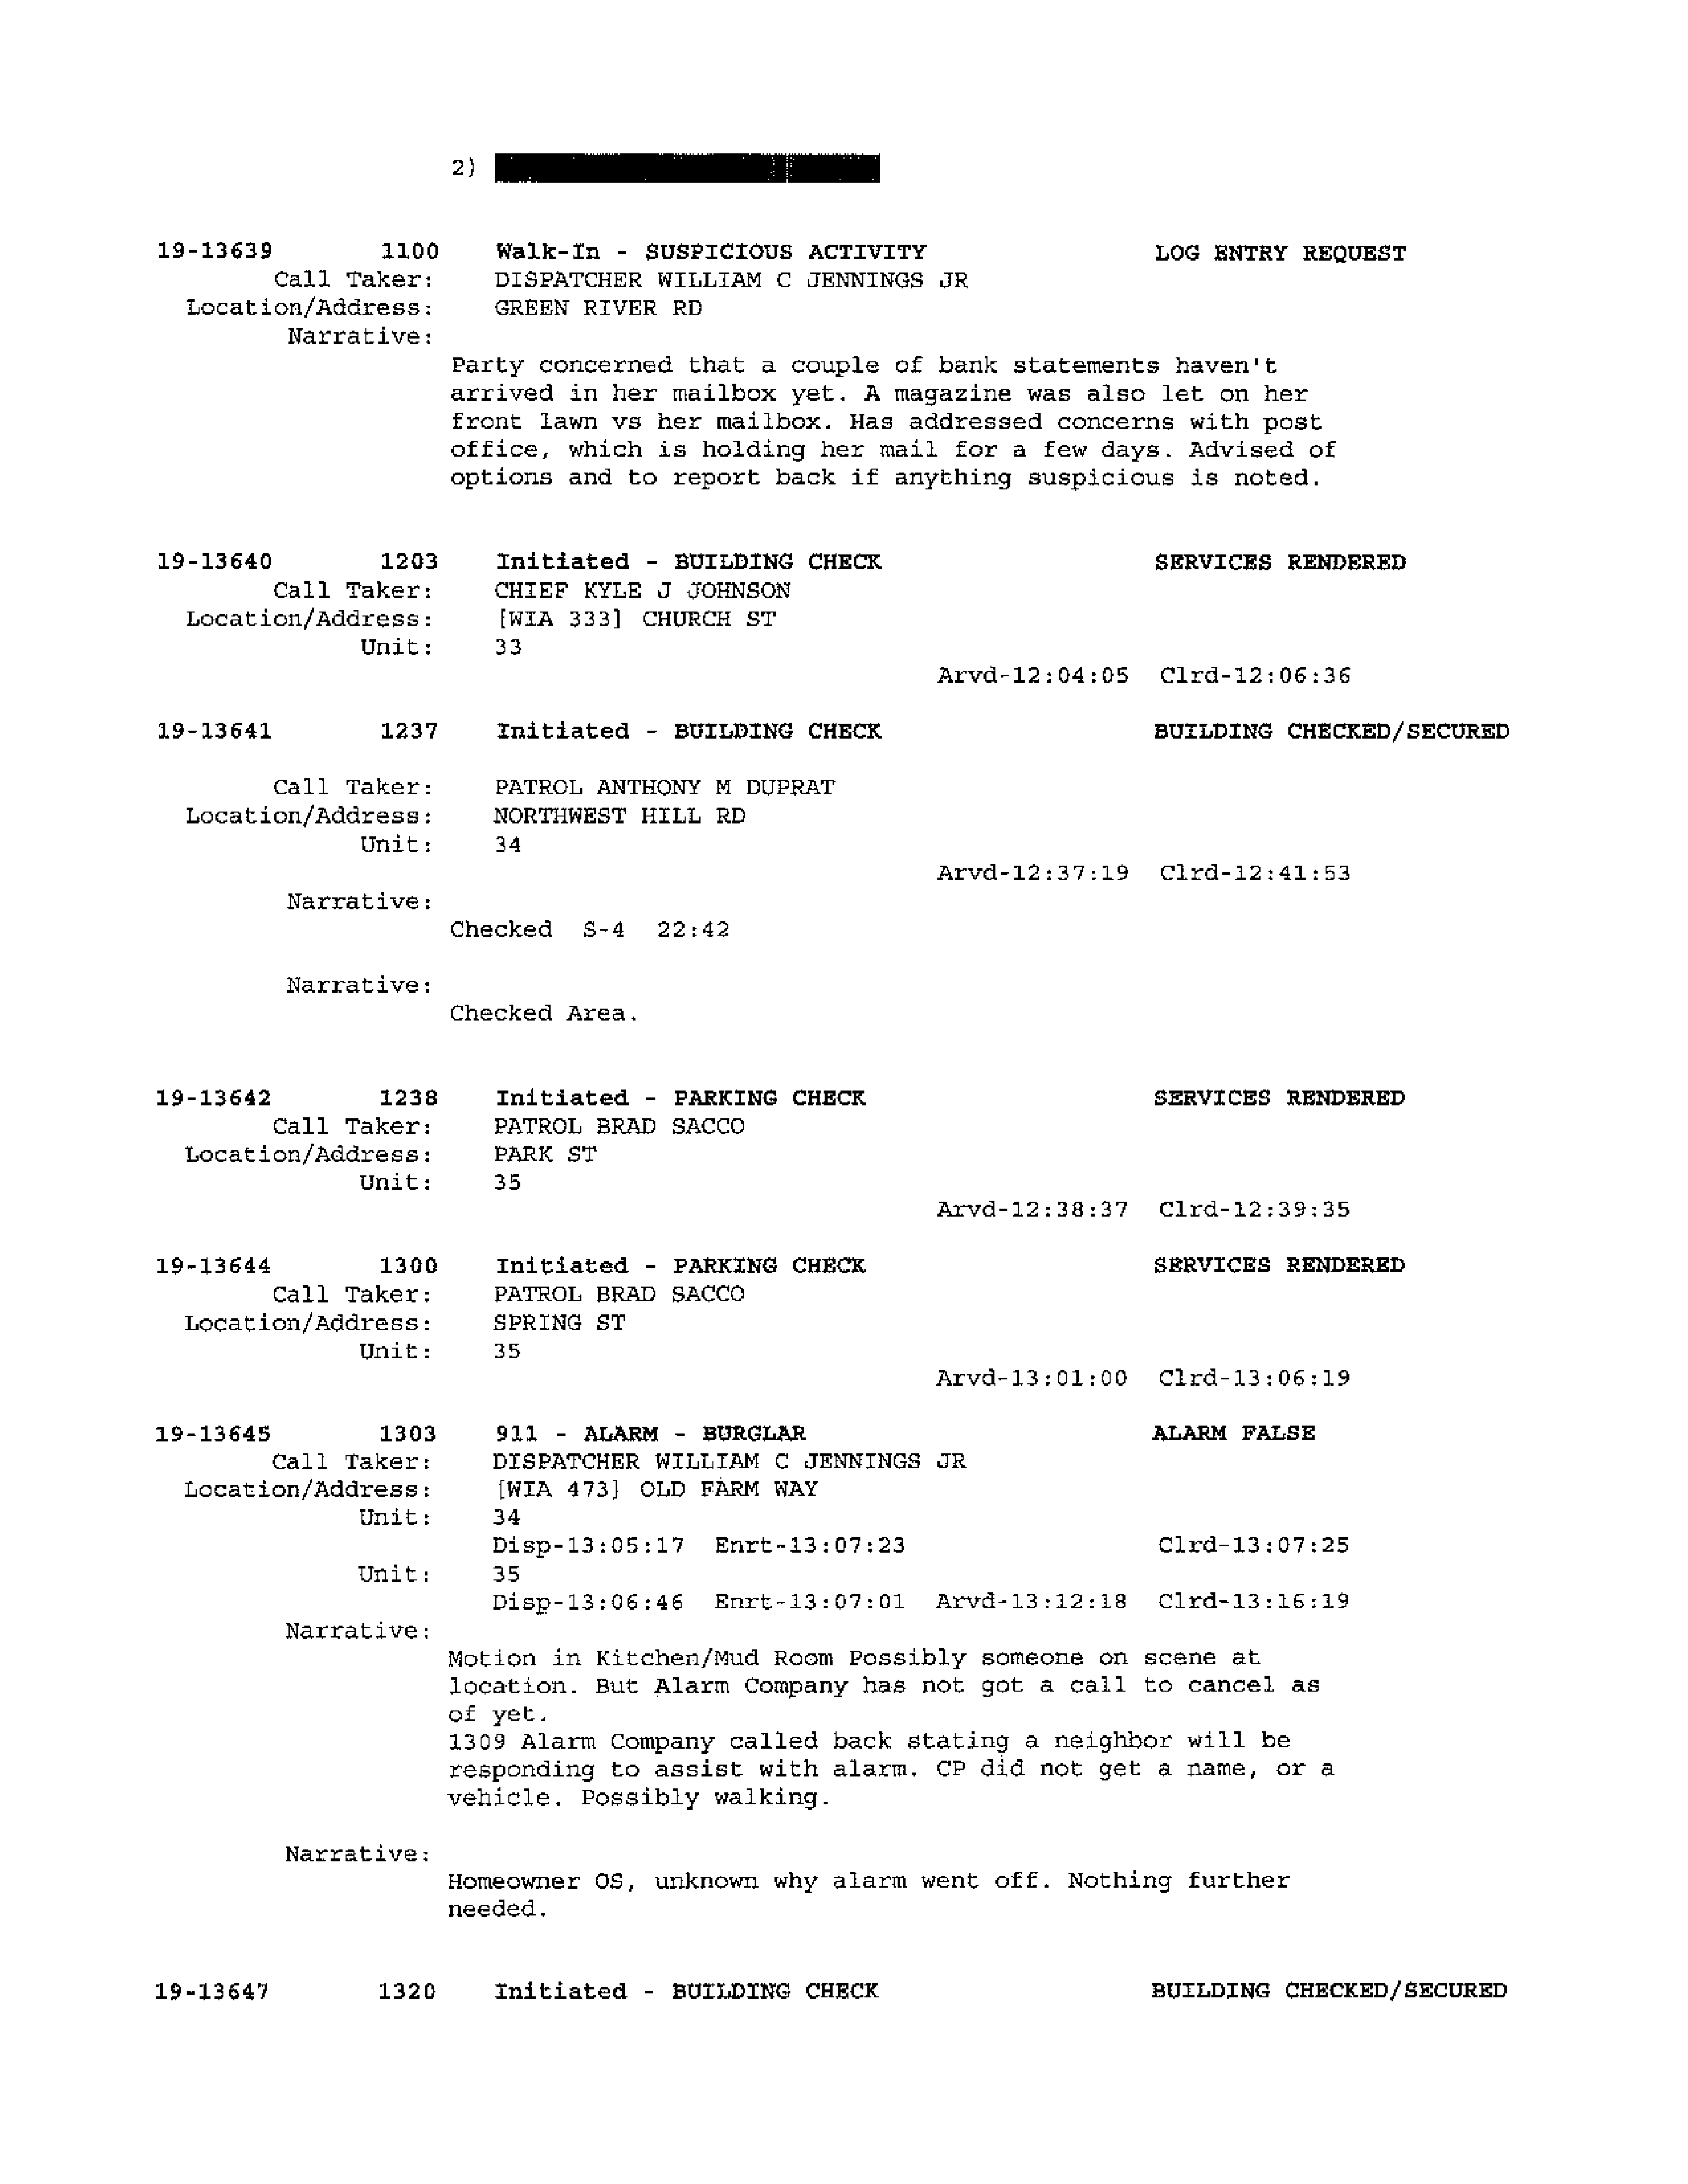 2)
19-13639 1100 Walk-In - SUSPICIOUS ACTIVITY LOG ENTRY REQUEST
Call Taker: DISPATCHER WILLIAM C JENNINGS JR
Location/Address: GREEN RIVER RD
Narrative:
Party concerned that a couple of bank statements haven't
arrived in her mailbox yet. A magazine was also let on her
front lawn vs her mailbox. Has addressed concerns with post
office, which is holding her mail for a few days. Advised of
options and to report back if anything suspicious is noted.
19-13640 1203 Initiated - BUILDING CHECK SERVICES RENDERED
Call Taker: CHIEF KYLE J JOHNSON
Location/Address: [WIA 333] CHURCH ST
Unit: 33
Arvd-12:04:05 Clrd-12:06:36
19-13641 1237 Initiated - BUILDING CHECK BUILDING CHECKED/SECURED
Call Taker: PATROL ANTHONY M DUPRAT
Location/Address: NORTHWEST HILL RD
Unit: 34
Arvd-12:37:19 Clrd-12:41:53
Narrative:
Checked S-4 22:42
Narrative:
Checked Area.
19-13642 1238 Initiated - PARKING CHECK SERVICES RENDERED
Call Taker: PATROL BRAD SACCO
Location/Address: PARK ST
Unit: 35
Arvd-12:38:37 Clrd-12:39:35
19-13644 1300 Initiated - PARKING CHECK SERVICES RENDERED
Call Taker: PATROL BRAD SACCO
Location/Address: SPRING ST
Unit: 35
Arvd-13:01:00 Clrd-13:06:19
19-13645 1303 911 - ALARM - BURGLAR ALARM FALSE
Call Taker: DISPATCHER WILLIAM C JENNINGS JR
Location/Address: [WIA 473] OLD FARM WAY
Unit: 34
Disp-13:05:17 Enrt-13:07:23 Clrd-13:07:25
Unit: 35
Disp-13:06:46 Enrt-13:07:01 Arvd-13:12:18 Clrd-13:16:19
Narrative:
Motion in Kitchen/Mud Room Possibly someone on scene at
location. But Alarm Company has not got a call to cancel as
of yet.
1309 Alarm Company called back stating a neighbor will be
responding to assist with alarm. CP did not get a name, or a
vehicle. Possibly walking.
Narrative:
Homeowner OS, unknown why alarm went off. Nothing further
needed.
19-13647 1320 Initiated - BUILDING CHECK BUILDING CHECKED/SECURED